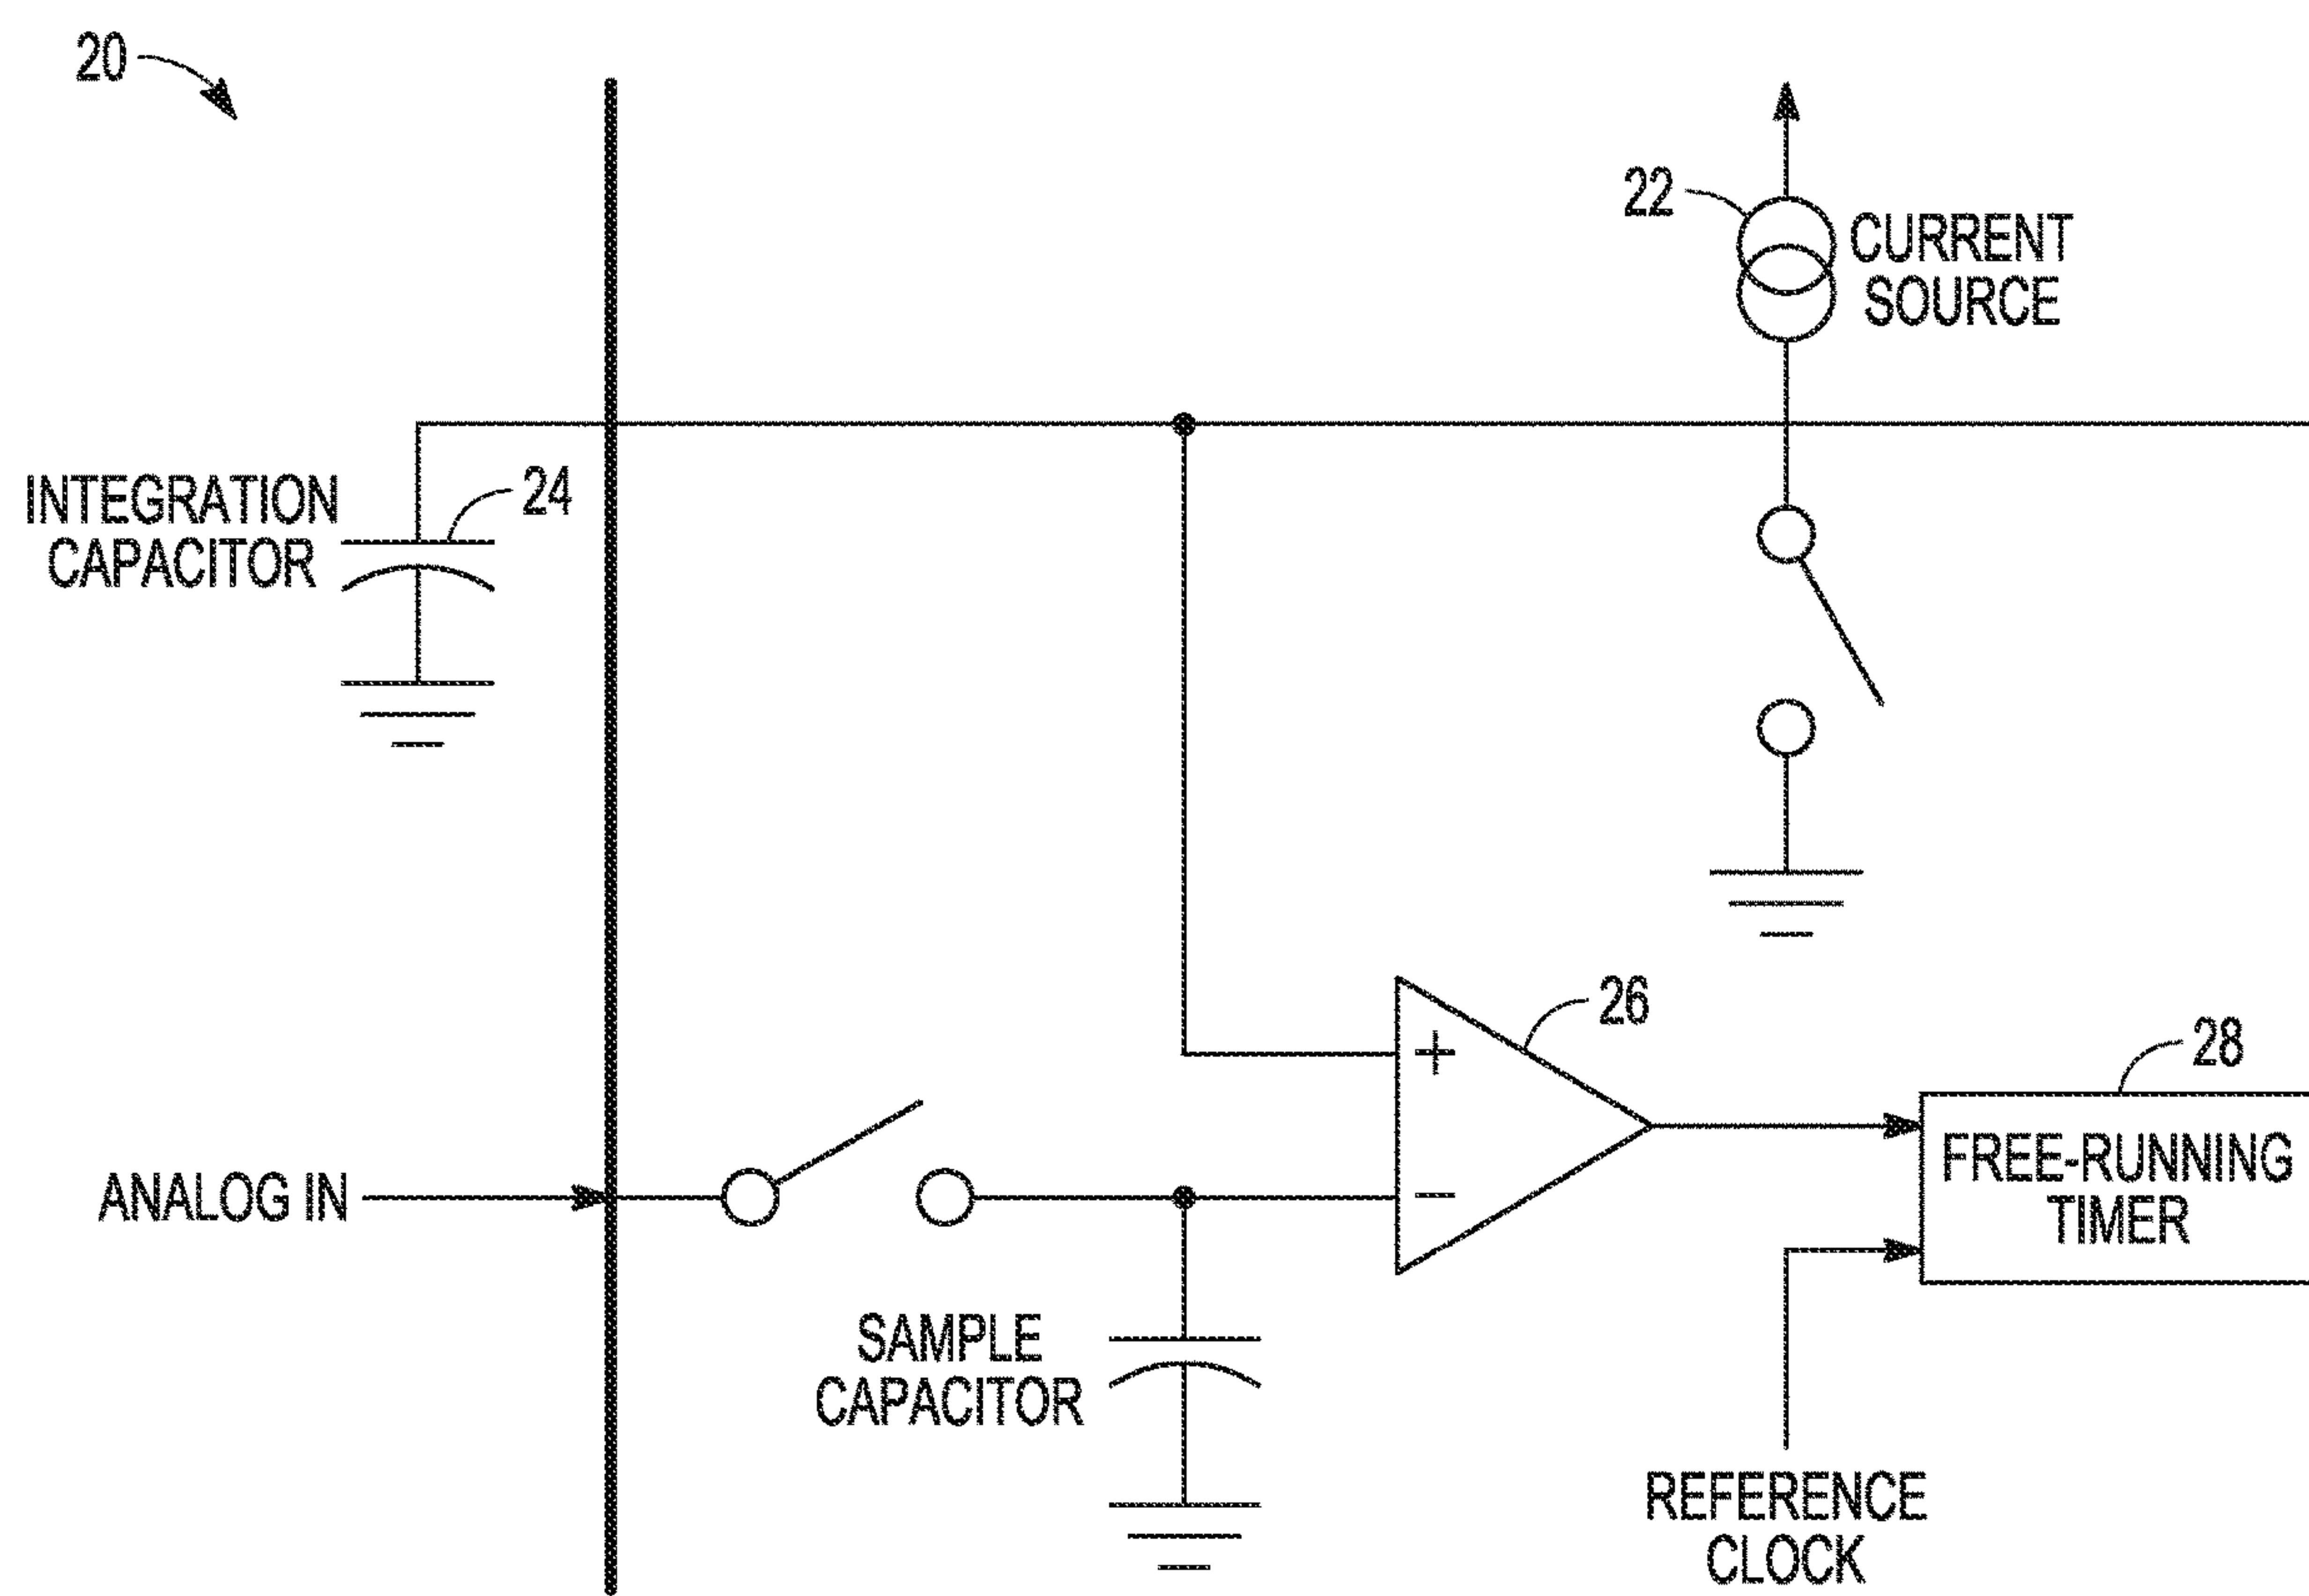 20
22
CURRENT
SOURCE
INTEGRATION
CAPACITOR
24
+
26
28
FREE-RUNNING
TIMER
ANALOG IN
−
SAMPLE
CAPACITOR
REFERENCE
CLOCK